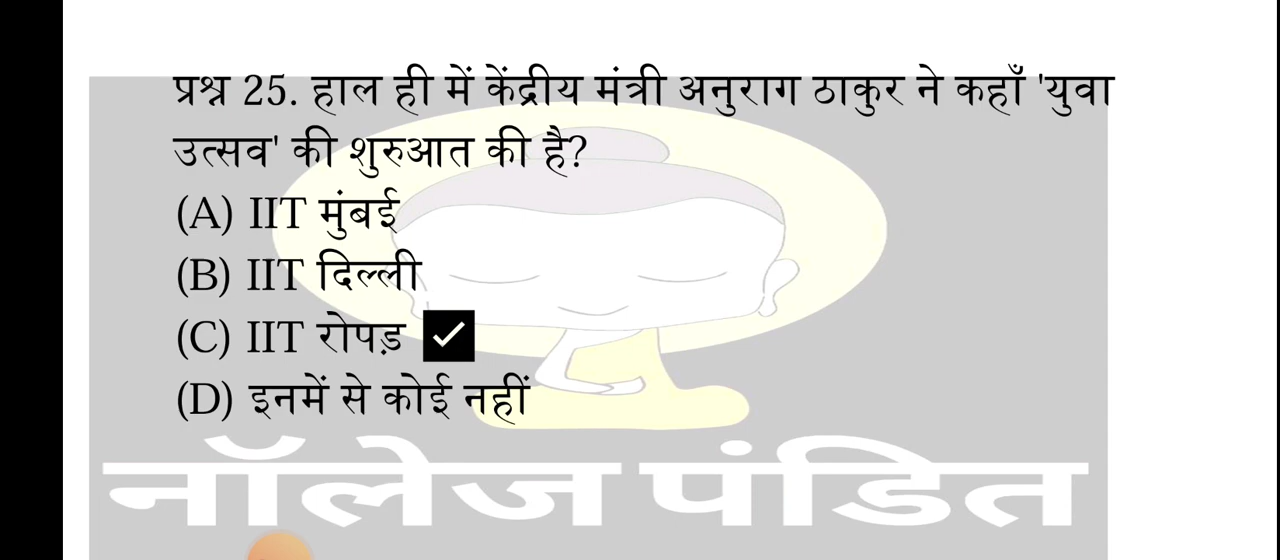 प्रश्न 25. हाल ही में केंद्रीय मंत्री अनुराग ठाकुर ने कहाँ 'युवा
उत्सव' की शुरुआत की है?
(A) IIT मुंबई
(B) IIT दिल्ली
(C) IIT रोपड़
(D) इनमें से कोई नहीं
नॉलेज पंडित